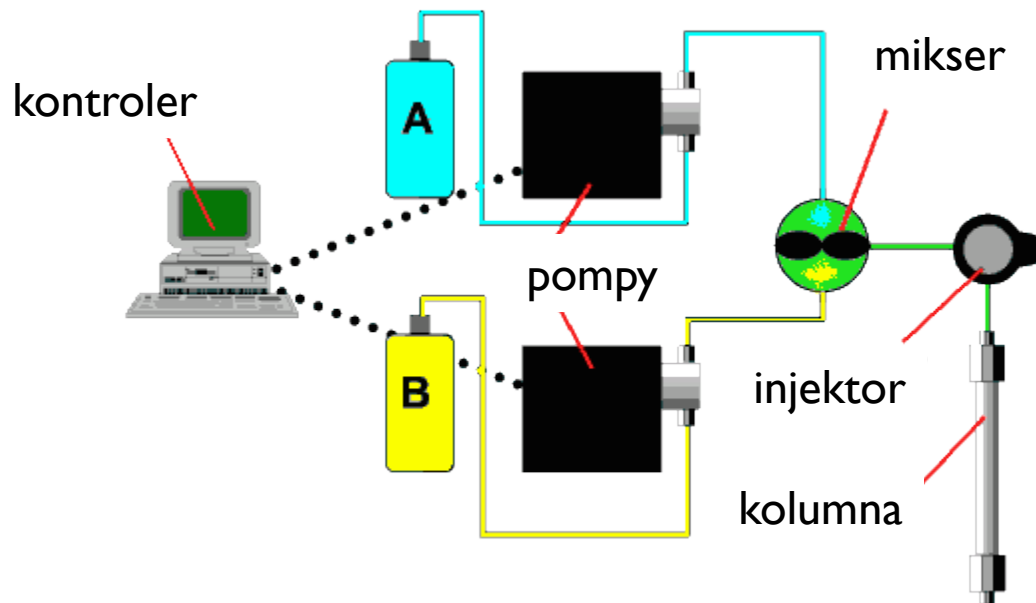 mikser
kontroler
A
pompy
B
injektor
kolumna